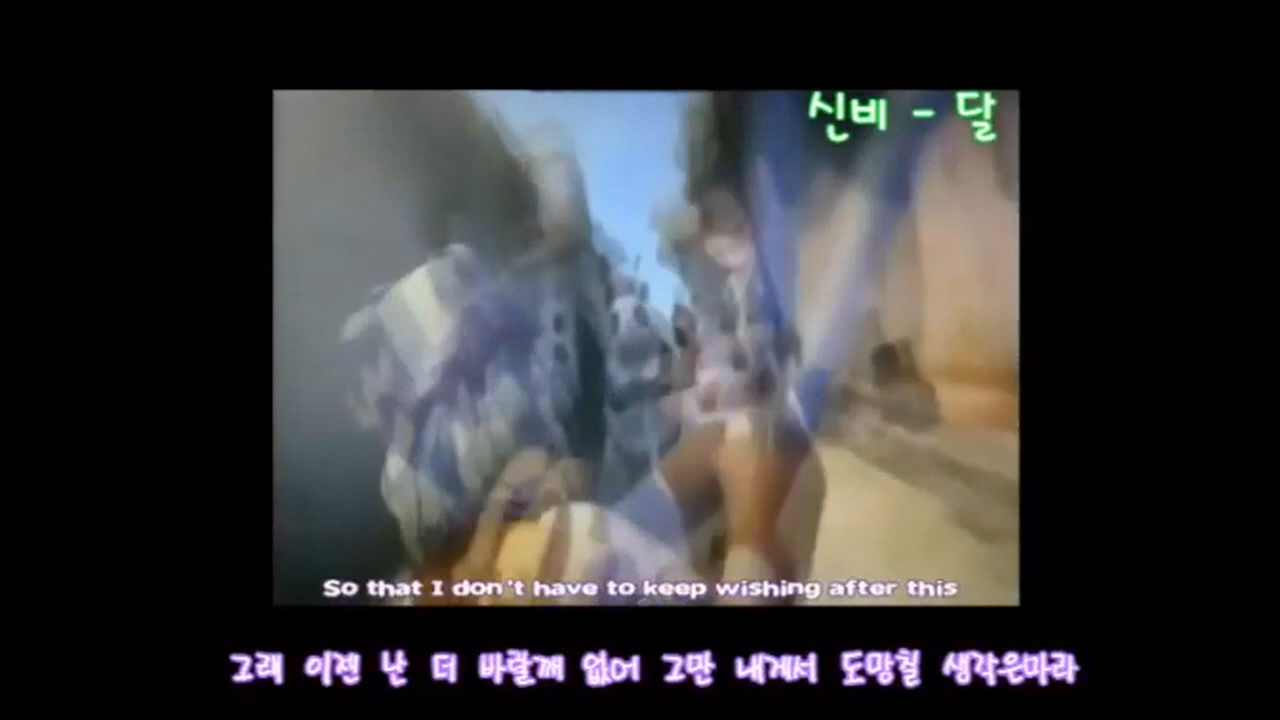 신비 - 달
So that I don't have to keep wishing after this
그래 이젠 난 더 바랄께 없어 그만 내게서 도망칠 생각은마라